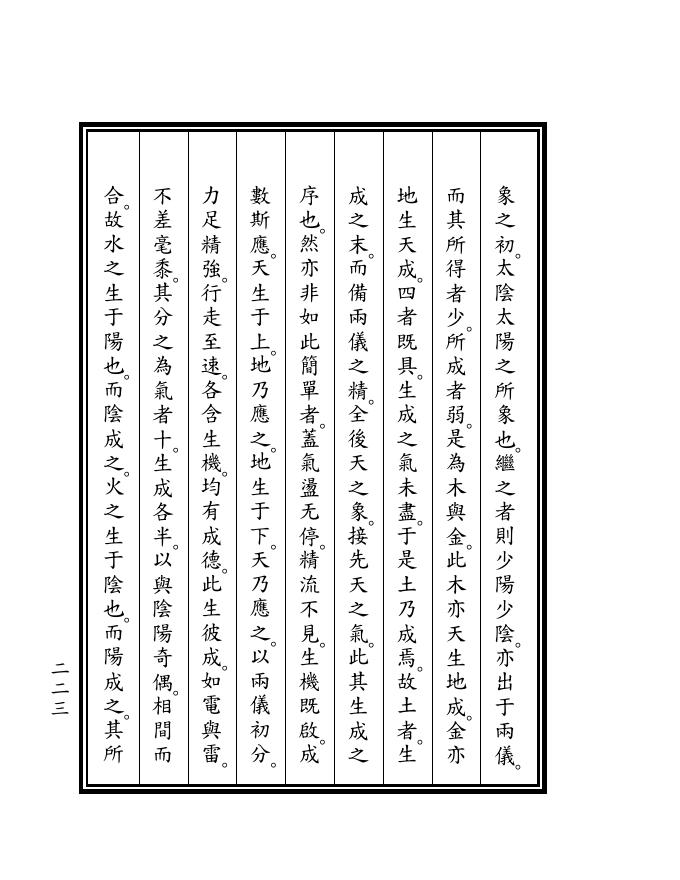 象之初。太陰太陽之所象也。繼之者則少陽少陰。亦出于兩儀。
而其所得者少。所成者弱。是為木與金。此木亦天生地成。金亦
地生天成。四者既具。生成之氣未盡。于是土乃成焉。故土者。生
成之末。而備兩儀之精。全後天之象。接先天之氣。此其生成之
序也。然亦非如此簡單者。蓋氣盪无停。精流不見。生機既啟。成
數斯應。天生于上。地乃應之。地生于下。天乃應之。以兩儀初分。
力足精強。行走至速。各含生機。均有成德。此生彼成。如電與雷。
不差毫黍。其分之為氣者十。生成各半。以與陰陽奇偶。相間而
合。故水之生于陽也。而陰成之。火之生于陰也。而陽成之。其所
二二三